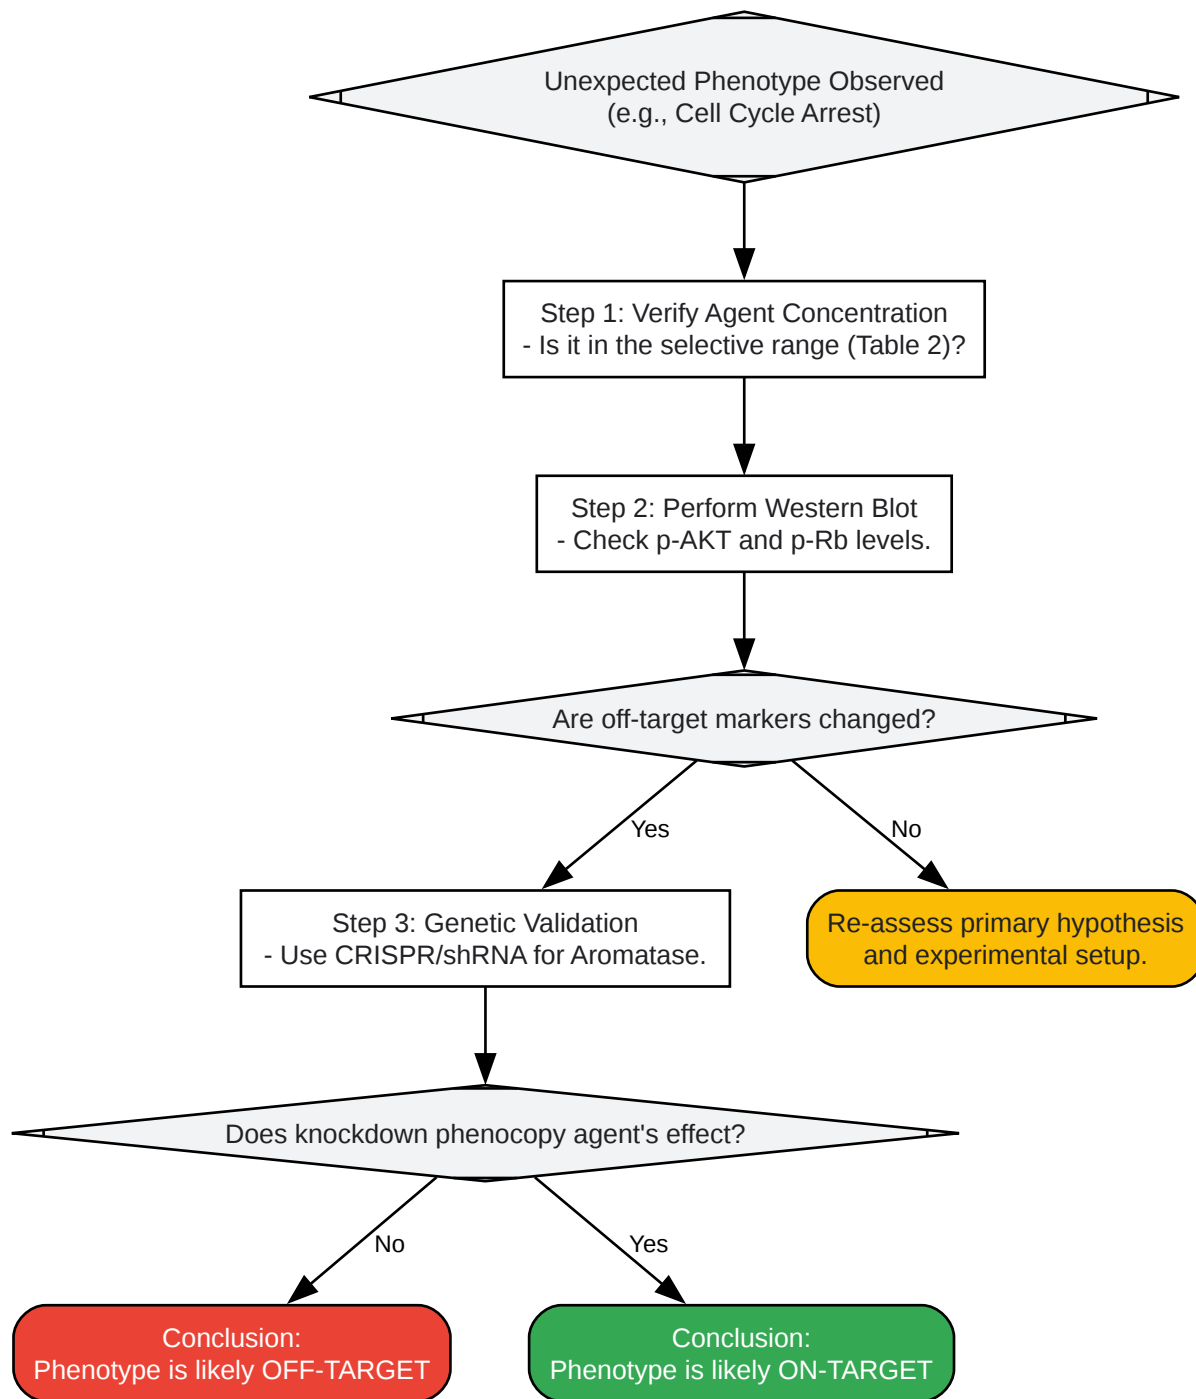 Unexpected Phenotype Observed
(e.g., Cell Cycle Arrest)
Step 1: Verify Agent Concentration
- Is it in the selective range (Table 2)?
Step 2: Perform Western Blot
- Check p-AKT and p-Rb levels.
Are off-target markers changed?
Yes
No
Step 3: Genetic Validation
- Use CRISPR/shRNA for Aromatase.
Re-assess primary hypothesis
and experimental setup.
Does knockdown phenocopy agent's effect?
No
Yes
Conclusion:
Phenotype is likely OFF-TARGET
Conclusion:
Phenotype is likely ON-TARGET